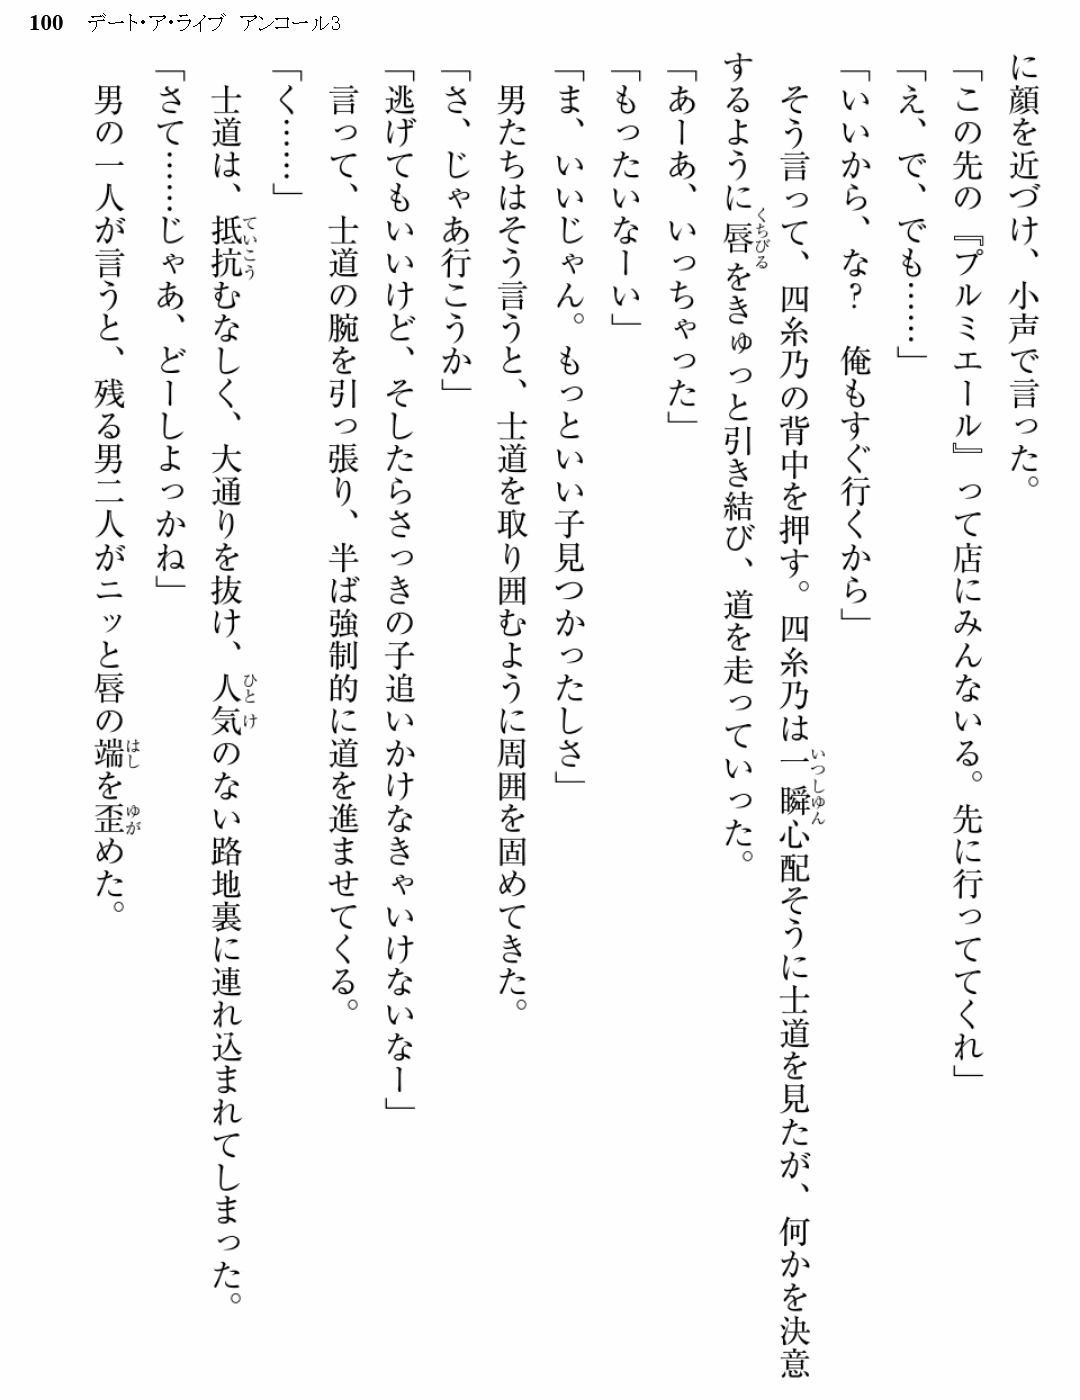 100 デート・ア・ライブ アンコール3
に顔を近づけ、小声で言った。
「この先の『プルミエール』って店にみんないる。先に行っててくれ」
「え、で、でも……」
「いいから、な？　俺もすぐ行くから」
　そう言って、四糸乃の背中を押す。四糸乃は一瞬心配そうに士道を見たが、何かを決意
するように唇をきゅっと引き結び、道を走っていった。
「あーあ、いっちゃった」
「もったいなーい」
「ま、いいじゃん。もっといい子見つかったしさ」
　男たちはそう言うと、士道を取り囲むように周囲を固めてきた。
「さ、じゃあ行こうか」
「逃げてもいいけど、そしたらさっきの子追いかけなきゃいけないなー」
　言って、士道の腕を引っ張り、半ば強制的に道を進ませてくる。
「く……」
　士道は、抵抗むなしく、大通りを抜け、人気のない路地裏に連れ込まれてしまった。
「さて……じゃあ、どーしよっかね」
　男の一人が言うと、残る男二人がニッと唇の端を歪めた。